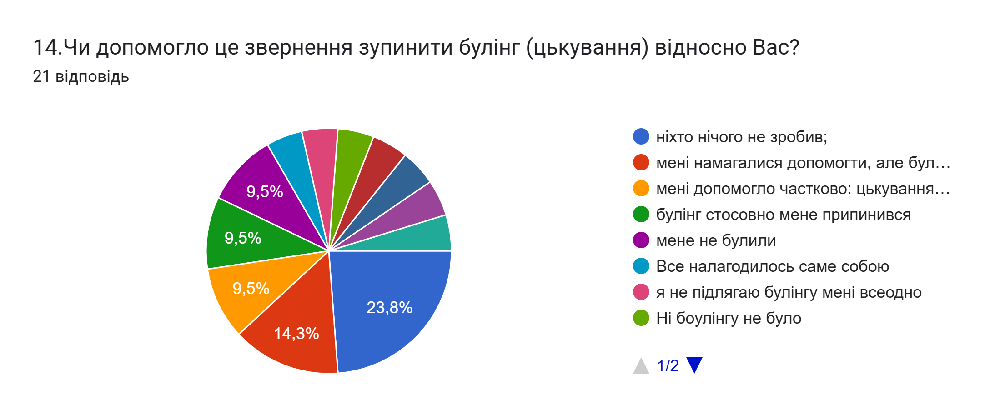 14.Чи допомогло це звернення зупинити булінг (цькування) відносно Вас?
21 відповідь
9,5%
9,5%
9,5%
14,3%
23,8%
ніхто нічого не зробив;
мені намагалися допомогти, але бул…
мені допомогло частково: цькування…
булінг стосовно мене припинився
мене не булили
Все налагодилось саме собою
я не підлягаю булінгу мені всеодно
Ні боулінгу не було
1/2